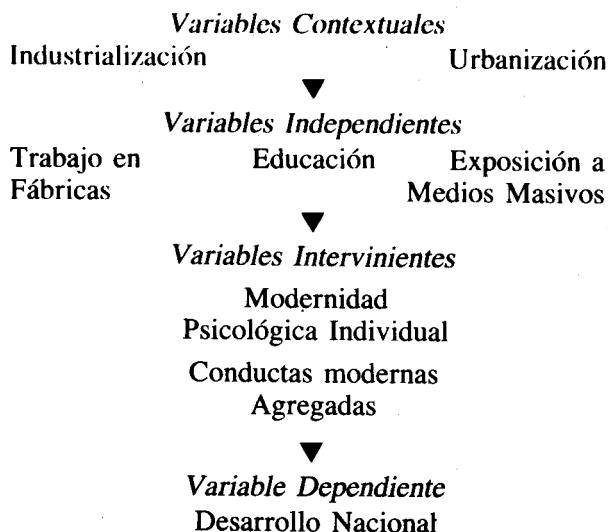 Variables Contextuales
Industrialización Urbanización
▼
Variables Independientes
Trabajo en Educación Exposición a
Fábricas Medios Masivos
▼
Variables Intervinientes
Modernidad
Psicológica Individual
Conductas modernas
Agregadas
▼
Variable Dependiente
Desarrollo Nacional